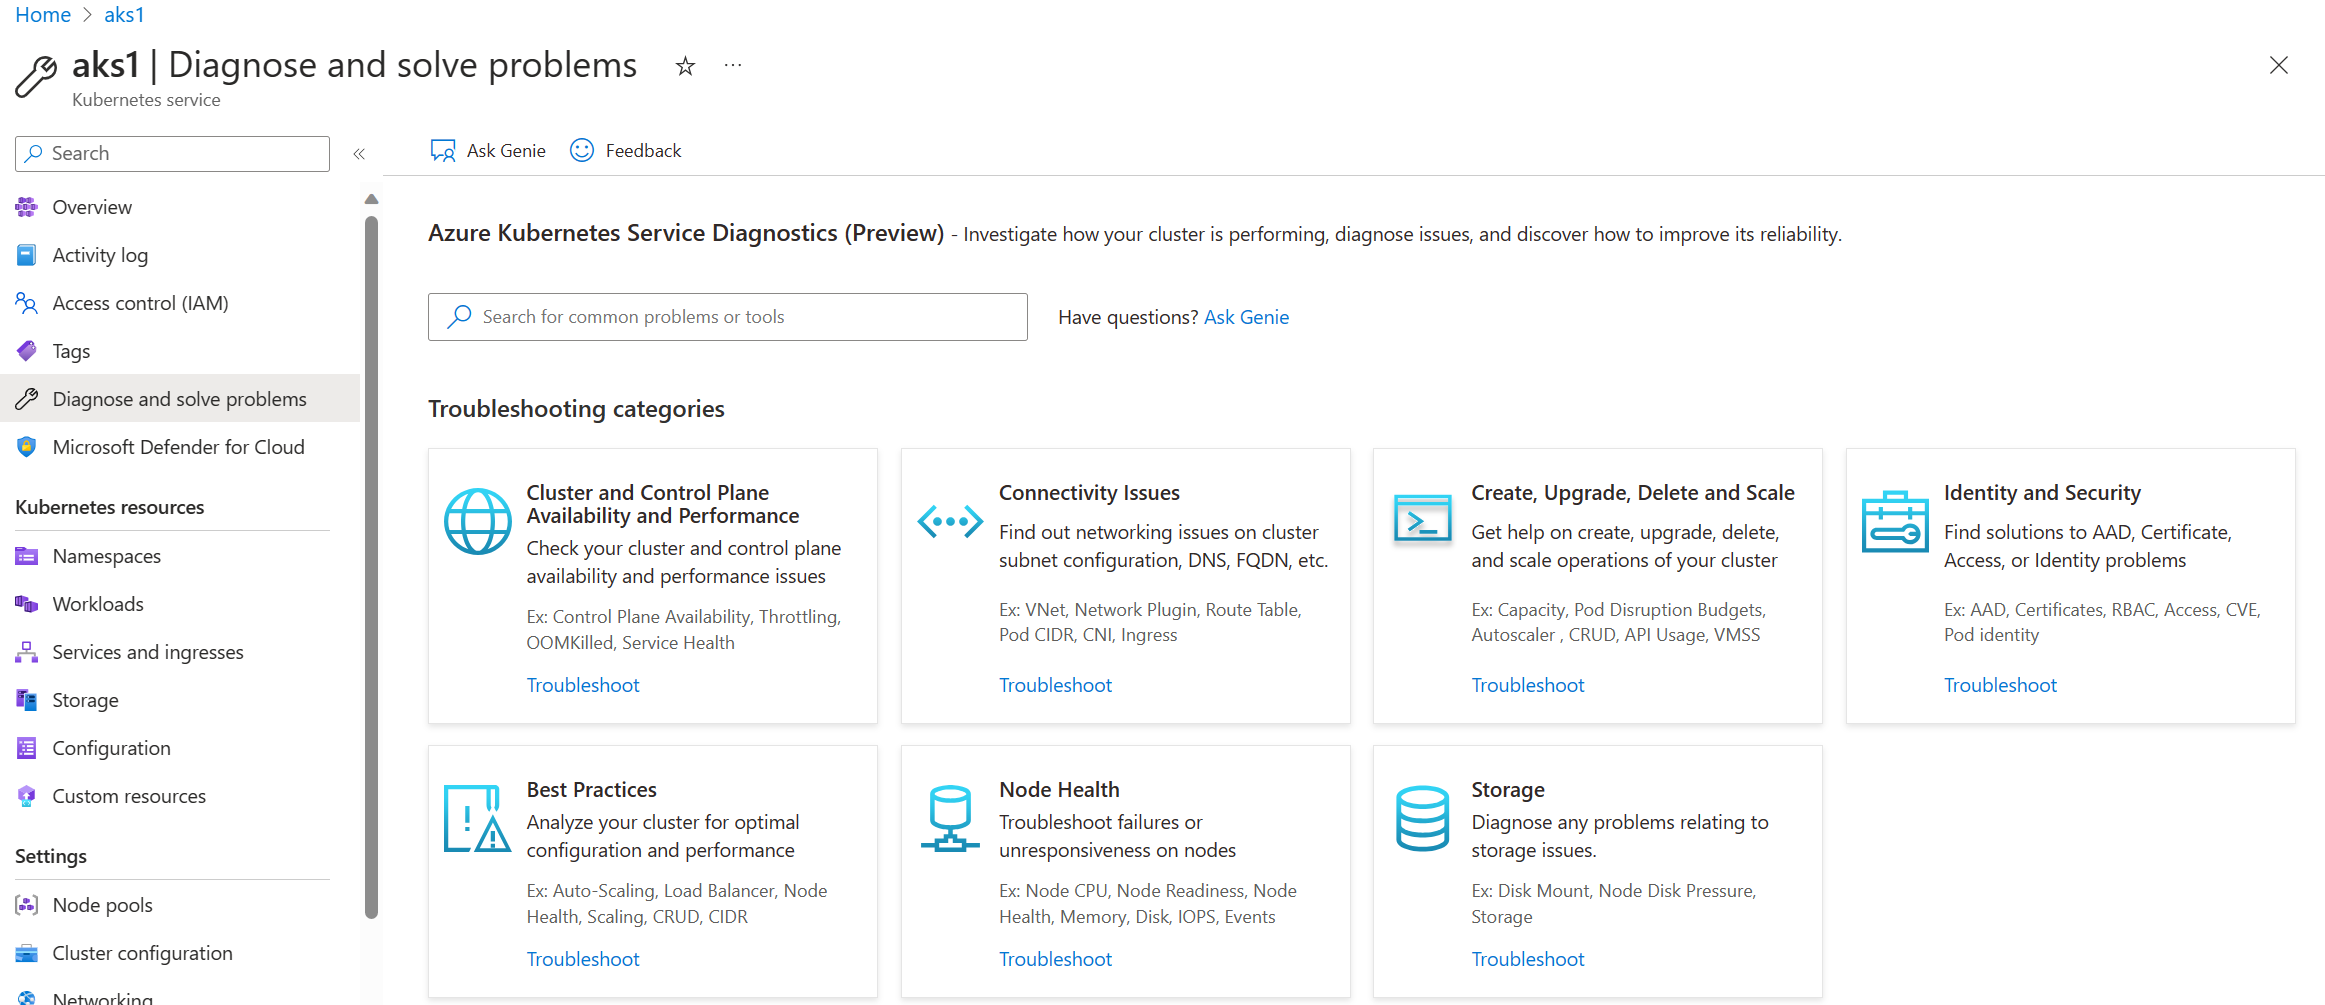 Home > aks1
aks1 | Diagnose and solve problems
Kubernetes service
Search
Ask Genie
Feedback
Overview
Activity log
Access control (IAM)
Tags
Diagnose and solve problems
Microsoft Defender for Cloud
Kubernetes resources
Namespaces
Workloads
Services and ingresses
Storage
Configuration
Custom resources
Settings
Node pools
Cluster configuration
Networking
Azure Kubernetes Service Diagnostics (Preview) - Investigate how your cluster is performing, diagnose issues, and discover how to improve its reliability.
Search for common problems or tools
Have questions? Ask Genie
Troubleshooting categories
Cluster and Control Plane
Availability and Performance
Check your cluster and control plane
availability and performance issues
Ex: Control Plane Availability, Throttling,
OOMKilled, Service Health
Troubleshoot
Connectivity Issues
Find out networking issues on cluster
subnet configuration, DNS, FQDN, etc.
Ex: VNet, Network Plugin, Route Table,
Pod CIDR, CNI, Ingress
Troubleshoot
Create, Upgrade, Delete and Scale
Get help on create, upgrade, delete,
and scale operations of your cluster
Ex: Capacity, Pod Disruption Budgets,
Autoscaler , CRUD, API Usage, VMSS
Troubleshoot
Identity and Security
Find solutions to AAD, Certificate,
Access, or Identity problems
Ex: AAD, Certificates, RBAC, Access, CVE,
Pod identity
Troubleshoot
Best Practices
Analyze your cluster for optimal
configuration and performance
Ex: Auto-Scaling, Load Balancer, Node
Health, Scaling, CRUD, CIDR
Troubleshoot
Node Health
Troubleshoot failures or
unresponsiveness on nodes
Ex: Node CPU, Node Readiness, Node
Health, Memory, Disk, IOPS, Events
Troubleshoot
Storage
Diagnose any problems relating to
storage issues.
Ex: Disk Mount, Node Disk Pressure,
Storage
Troubleshoot